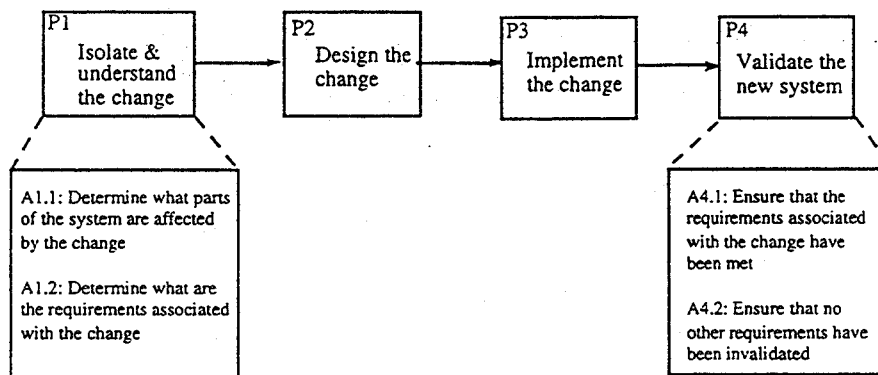 P1
Isolate &
understand
the change
P2
Design the
change
P3
Implement
the change
P4
Validate the
new system
A1.1: Determine what parts
of the system are affected
by the change
A1.2: Determine what are
the requirements associated
with the change
A4.1: Ensure that the
requirements associated
with the change have
been met
A4.2: Ensure that no
other requirements have
been invalidated